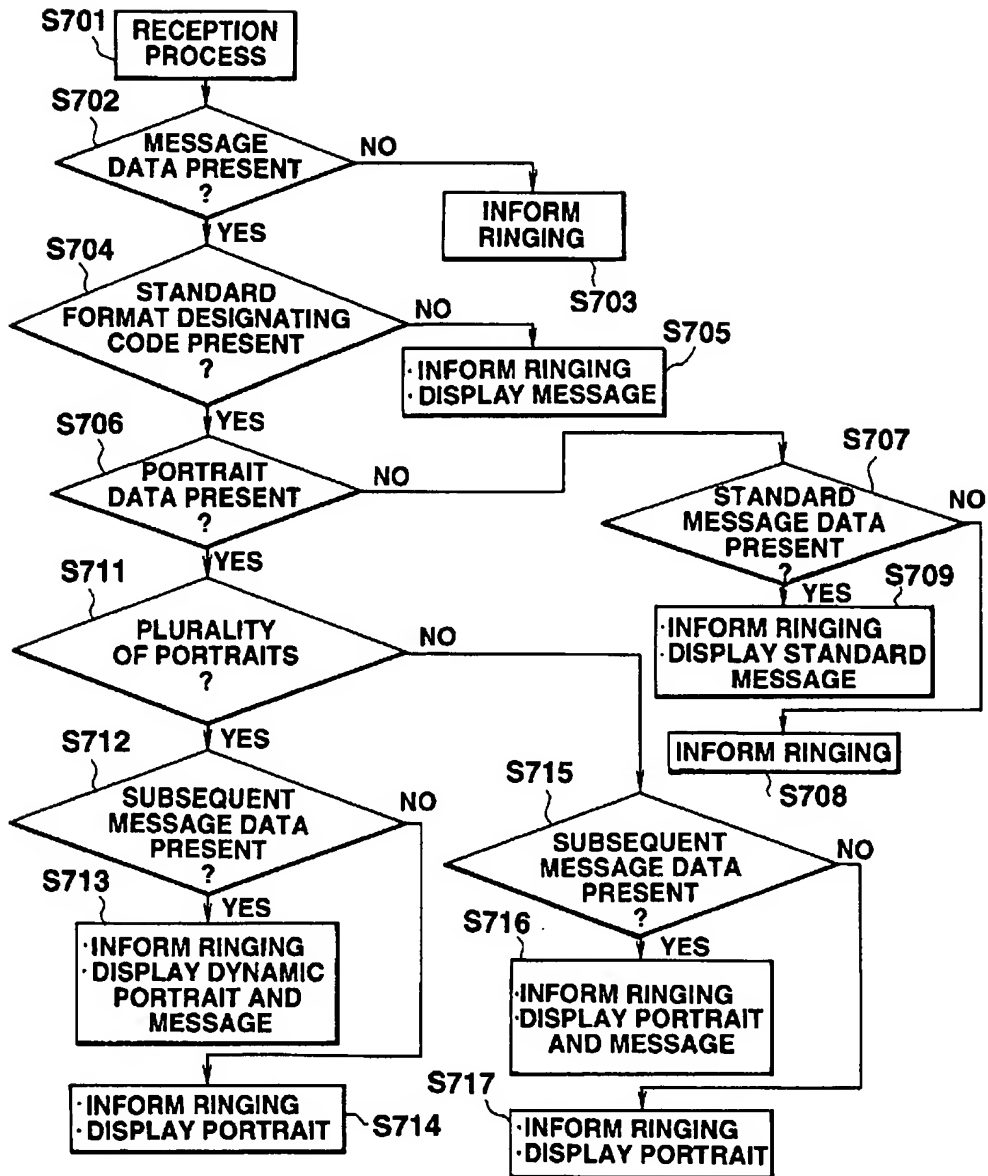 S701
RECEPTION
PROCESS
S702
MESSAGE
DATA PRESENT
?
NO
INFORM
RINGING
S703
YES
S704
STANDARD
FORMAT DESIGNATING
CODE PRESENT
?
NO
S705
·INFORM RINGING
·DISPLAY MESSAGE
YES
S706
PORTRAIT
DATA PRESENT
?
NO
S707
STANDARD
MESSAGE DATA
PRESENT
?
NO
YES
S709
·INFORM RINGING
·DISPLAY STANDARD
MESSAGE
INFORM RINGING
S708
YES
S711
PLURALITY
OF PORTRAITS
?
NO
YES
S712
SUBSEQUENT
MESSAGE DATA
PRESENT
?
NO
YES
S713
·INFORM RINGING
·DISPLAY DYNAMIC
PORTRAIT AND
MESSAGE
·INFORM RINGING
·DISPLAY PORTRAIT
S714
S715
SUBSEQUENT
MESSAGE DATA
PRESENT
?
NO
YES
S716
·INFORM RINGING
·DISPLAY PORTRAIT
AND MESSAGE
S717
·INFORM RINGING
·DISPLAY PORTRAIT